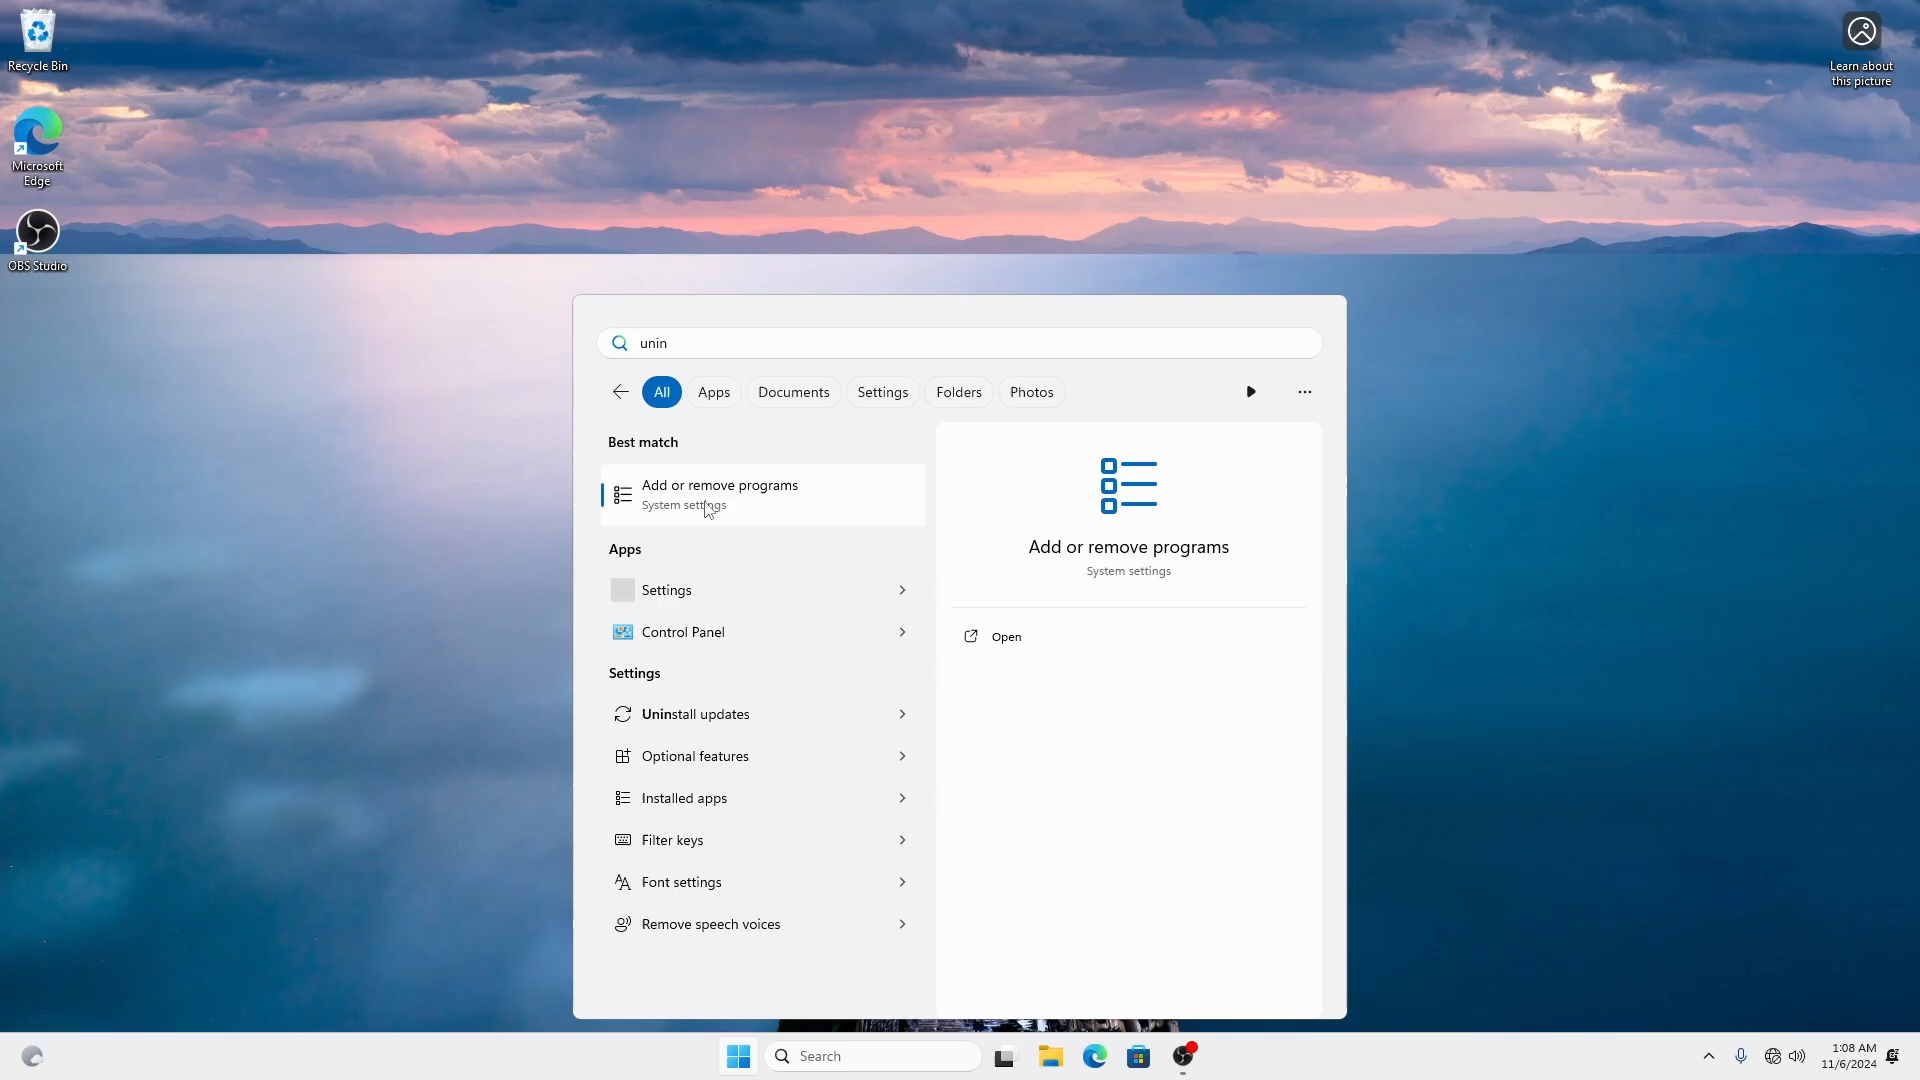 Recycle Bin
Microsoft
Edge
OBS Studio
Learn about
this picture
unin
All
Apps
Documents
Settings
Folders
Photos
Best match
Add or remove programs
System settings
Apps
Settings
Control Panel
Settings
Uninstall updates
Optional features
Installed apps
Filter keys
Font settings
Remove speech voices
Add or remove programs
System settings
Open
Search
1:08 AM
11/6/2024